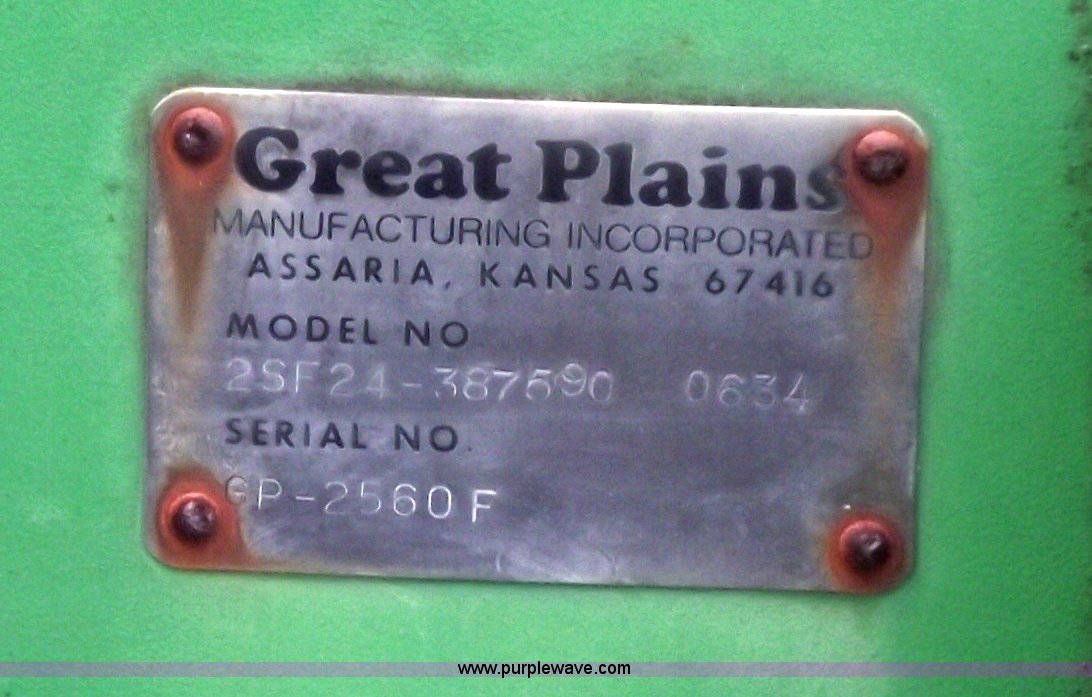 Great Plains
MANUFACTURING INCORPORATED
ASSARIA, KANSAS 67416
MODEL NO
2SF24-387590 0634
SERIAL NO.
GP-2560F
www.purplewave.com